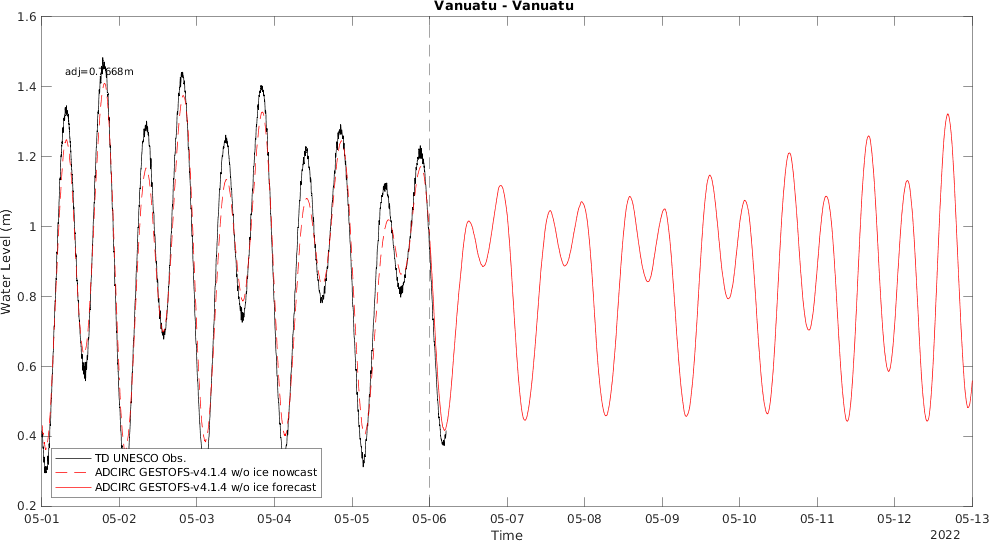 Vanuatu - Vanuatu
1.6
1.4
1.2
1
0.8
0.6
0.4
0.2
Water Level (m)
TD UNESCO Obs.
ADCIRC GESTOFS-v4.1.4 w/o ice nowcast
ADCIRC GESTOFS-v4.1.4 w/o ice forecast
05-01 05-02 05-03 05-04 05-05 05-06 05-07 05-08 05-09 05-10 05-11 05-12 05-13
Time
2022